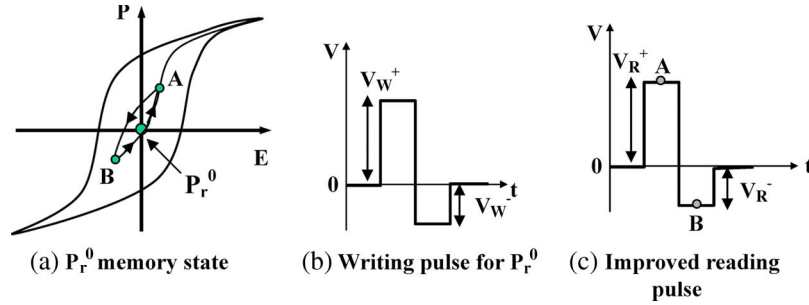 P
A
E
B
P_r^0
(a) P_r^0 memory state
V
V_W^+
0
t
V_W^-
(b) Writing pulse for P_r^0
V
V_R^+
A
0
t
V_R^-
B
(c) Improved reading
pulse